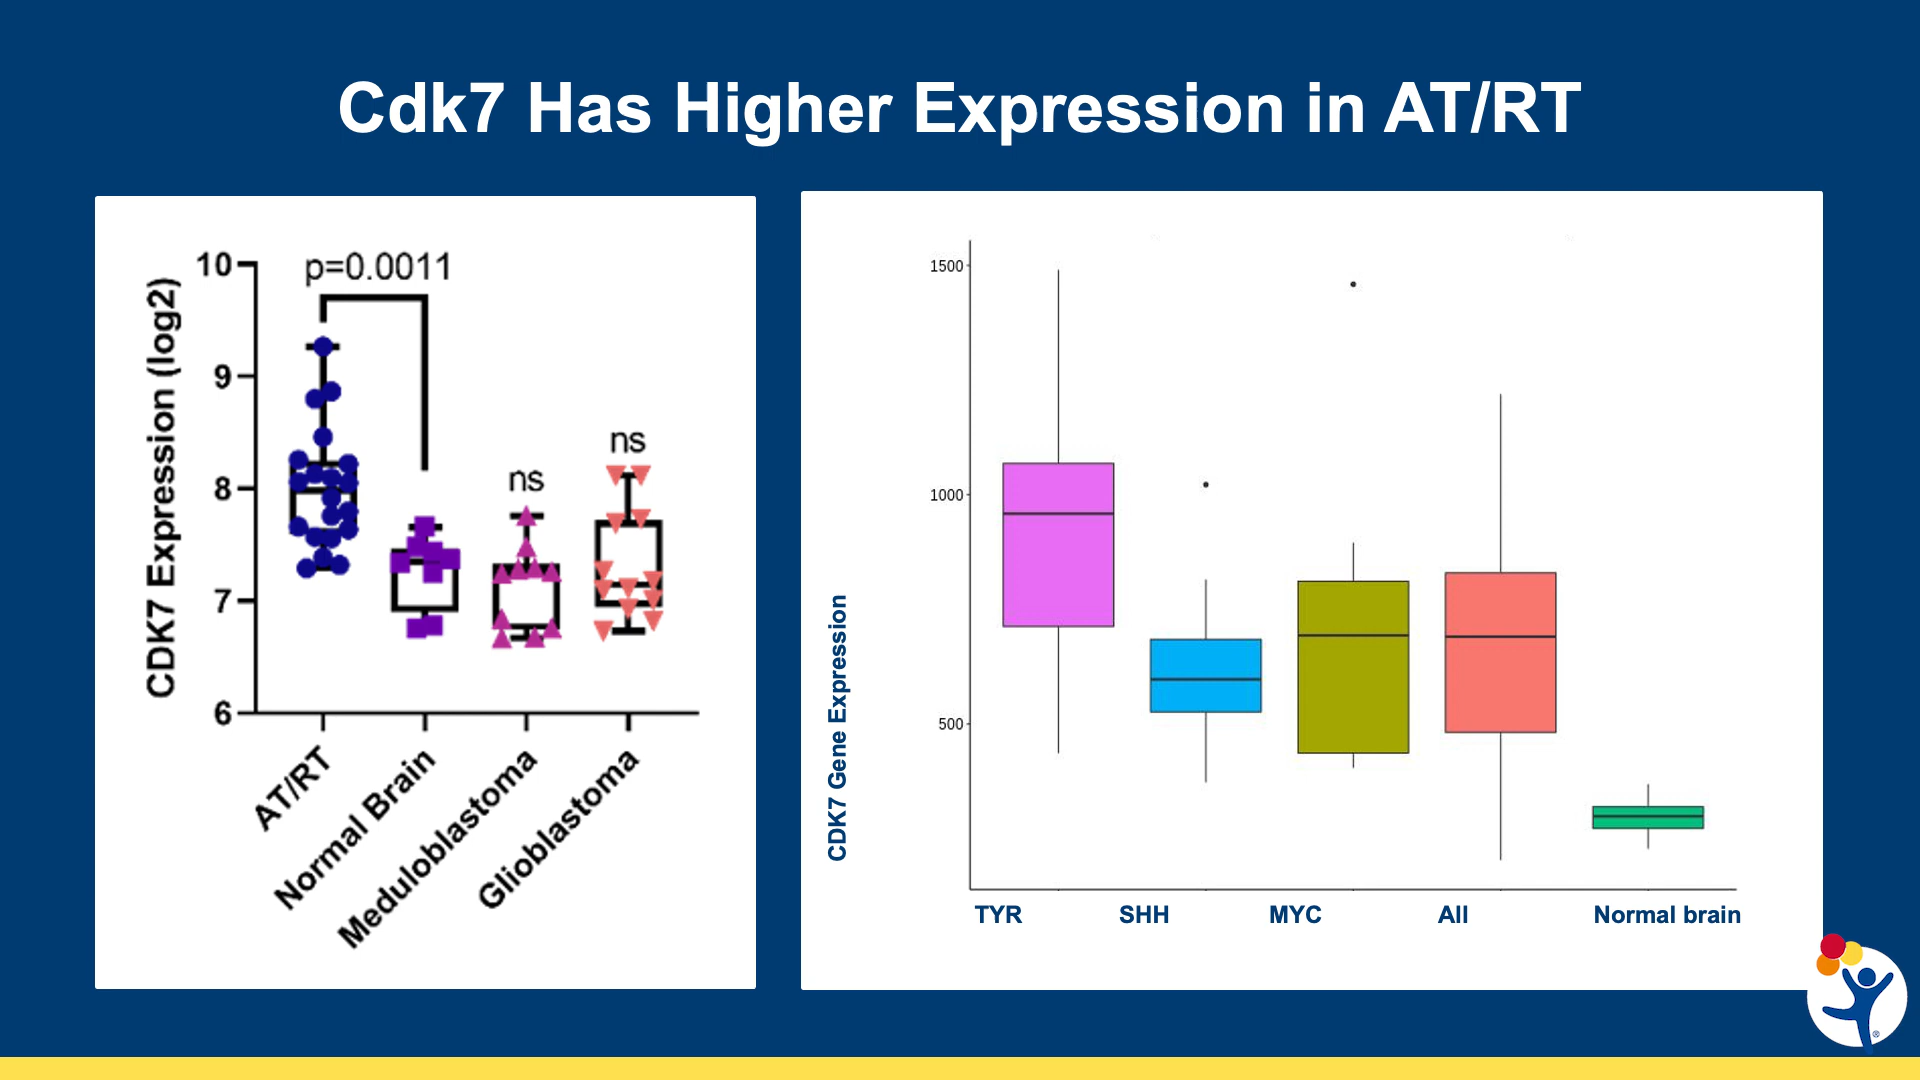 Cdk7 Has Higher Expression in AT/RT
CDK7 Expression (log2)
10
9
8
7
6
p=0.0011
ns
ns
AT/RT
Normal Brain
Meduloblastoma
Glioblastoma
CDK7 Gene Expression
1500
1000
500
TYR
SHH
MYC
All
Normal brain
®